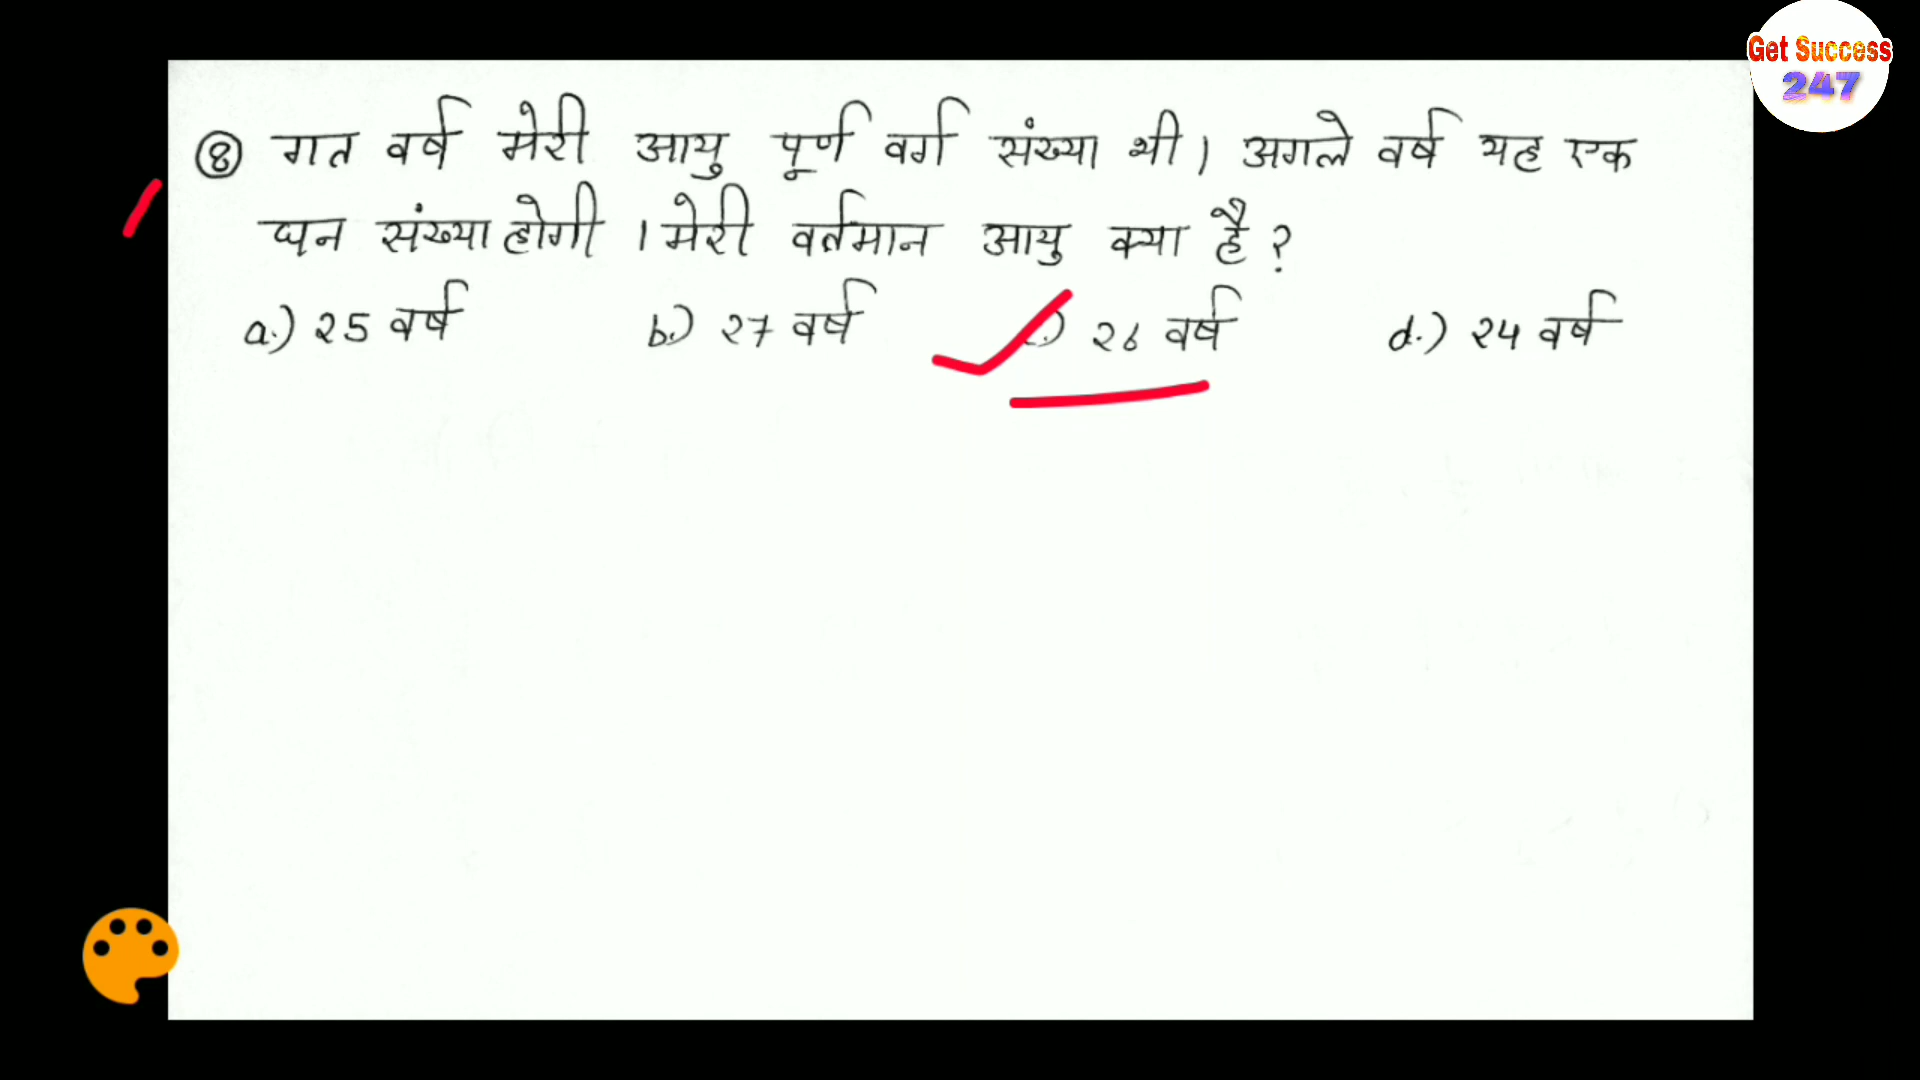 Get Success
247
⑧ गत वर्ष मेरी आयु पूर्ण वर्ग संख्या थी। अगले वर्ष यह एक
घन संख्या होगी । मेरी वर्तमान आयु क्या है ?
a.) 25 वर्ष b.) 27 वर्ष c.) 26 वर्ष d.) 24 वर्ष